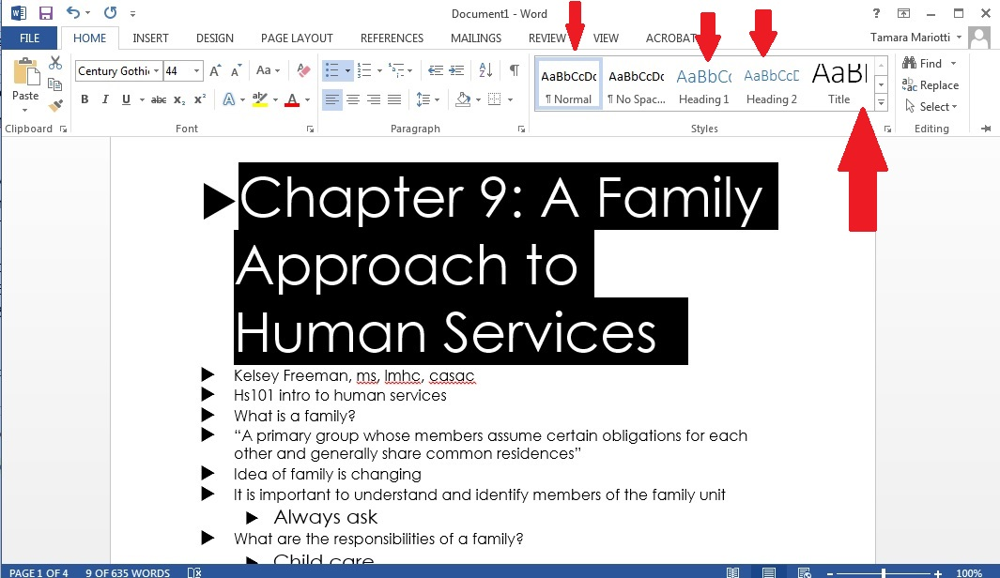 Document1 - Word
?
FILE HOME INSERT DESIGN PAGE LAYOUT REFERENCES MAILINGS REVIEW VIEW ACROBAT Tamara Mariotti
Paste
Century Gothi 44 Aa
B I U abc X₂ X² A ab A
AaBbCcDc AaBbCcDc AaBbCc AaBbCcD AaBl
¶ Normal ¶ No Spac... Heading 1 Heading 2 Title
Find
Replace
Select
Clipboard Font Paragraph Styles Editing
Chapter 9: A Family
Approach to
Human Services
Kelsey Freeman, ms, lmhc, casac
Hs101 intro to human services
What is a family?
“A primary group whose members assume certain obligations for each
other and generally share common residences”
Idea of family is changing
It is important to understand and identify members of the family unit
Always ask
What are the responsibilities of a family?
Child care
PAGE 1 OF 4 9 OF 635 WORDS 100%